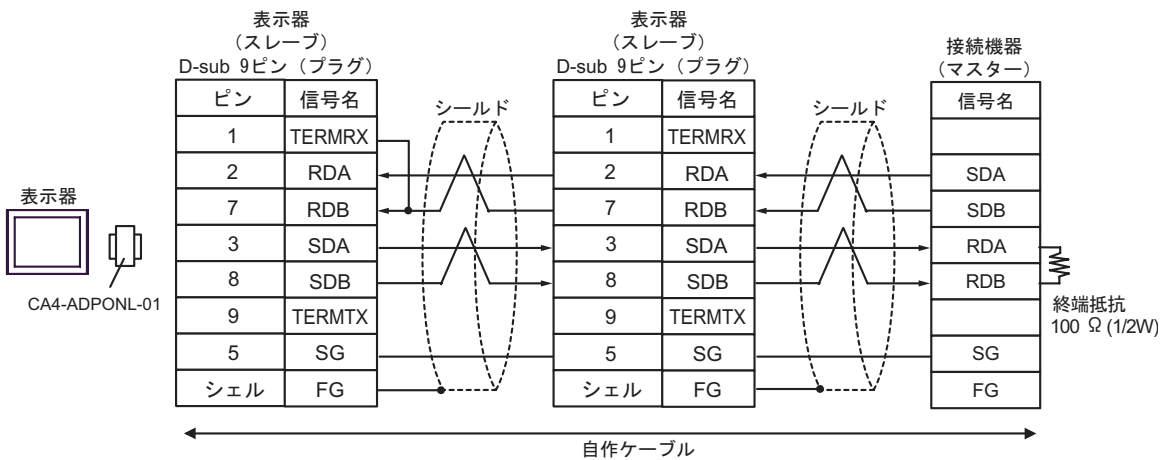 表示器
(スレーブ)
D-sub 9ピン(プラグ)
ピン 信号名
1 TERMRX
2 RDA
7 RDB
3 SDA
8 SDB
9 TERMTX
5 SG
シェル FG
シールド
表示器
(スレーブ)
D-sub 9ピン(プラグ)
ピン 信号名
1 TERMRX
2 RDA
7 RDB
3 SDA
8 SDB
9 TERMTX
5 SG
シェル FG
シールド
接続機器
(マスター)
信号名
SDA
SDB
RDA
RDB
SG
FG
終端抵抗
100 Ω (1/2W)
表示器
CA4-ADPONL-01
自作ケーブル